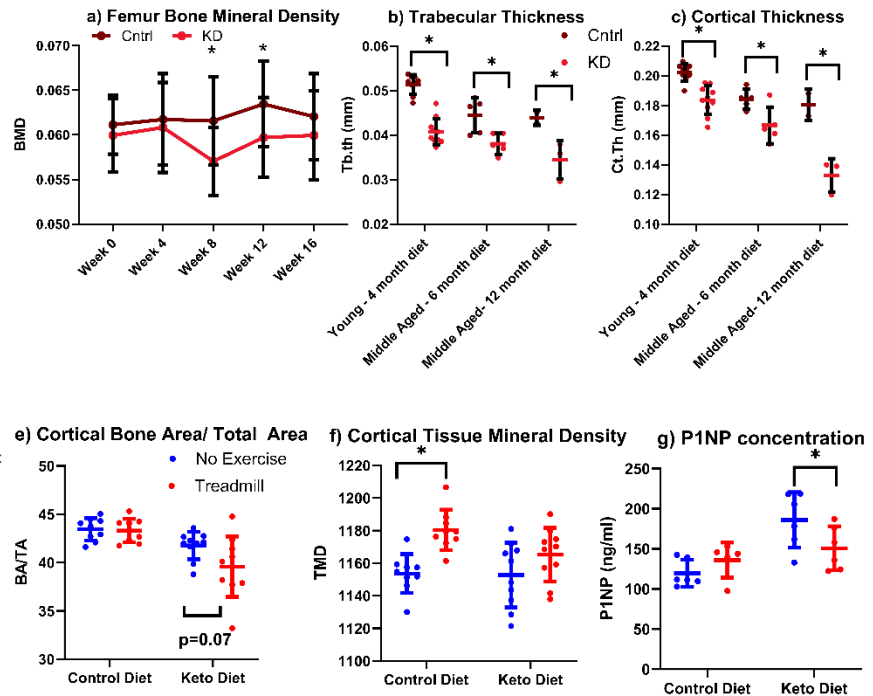 a) Femur Bone Mineral Density
Cntrl KD
* *
BMD
0.070
0.065
0.060
0.055
0.050
Week 0
Week 4
Week 8
Week 12
Week 16
b) Trabecular Thickness
Cntrl
KD
* * *
Tb.th (mm)
0.06
0.05
0.04
0.03
0.02
Young - 4 month diet
Middle Aged - 6 month diet
Middle Aged- 12 month diet
c) Cortical Thickness
* * *
Ct.Th (mm)
0.22
0.20
0.18
0.16
0.14
0.12
0.10
Young - 4 month diet
Middle Aged - 6 month diet
Middle Aged- 12 month diet
e) Cortical Bone Area/ Total Area
No Exercise
Treadmill
BA/TA
45
40
35
30
p=0.07
Control Diet Keto Diet
f) Cortical Tissue Mineral Density
*
TMD
1220
1200
1180
1160
1140
1120
1100
Control Diet Keto Diet
g) P1NP concentration
*
P1NP (ng/ml)
250
200
150
100
50
0
Control Diet Keto Diet